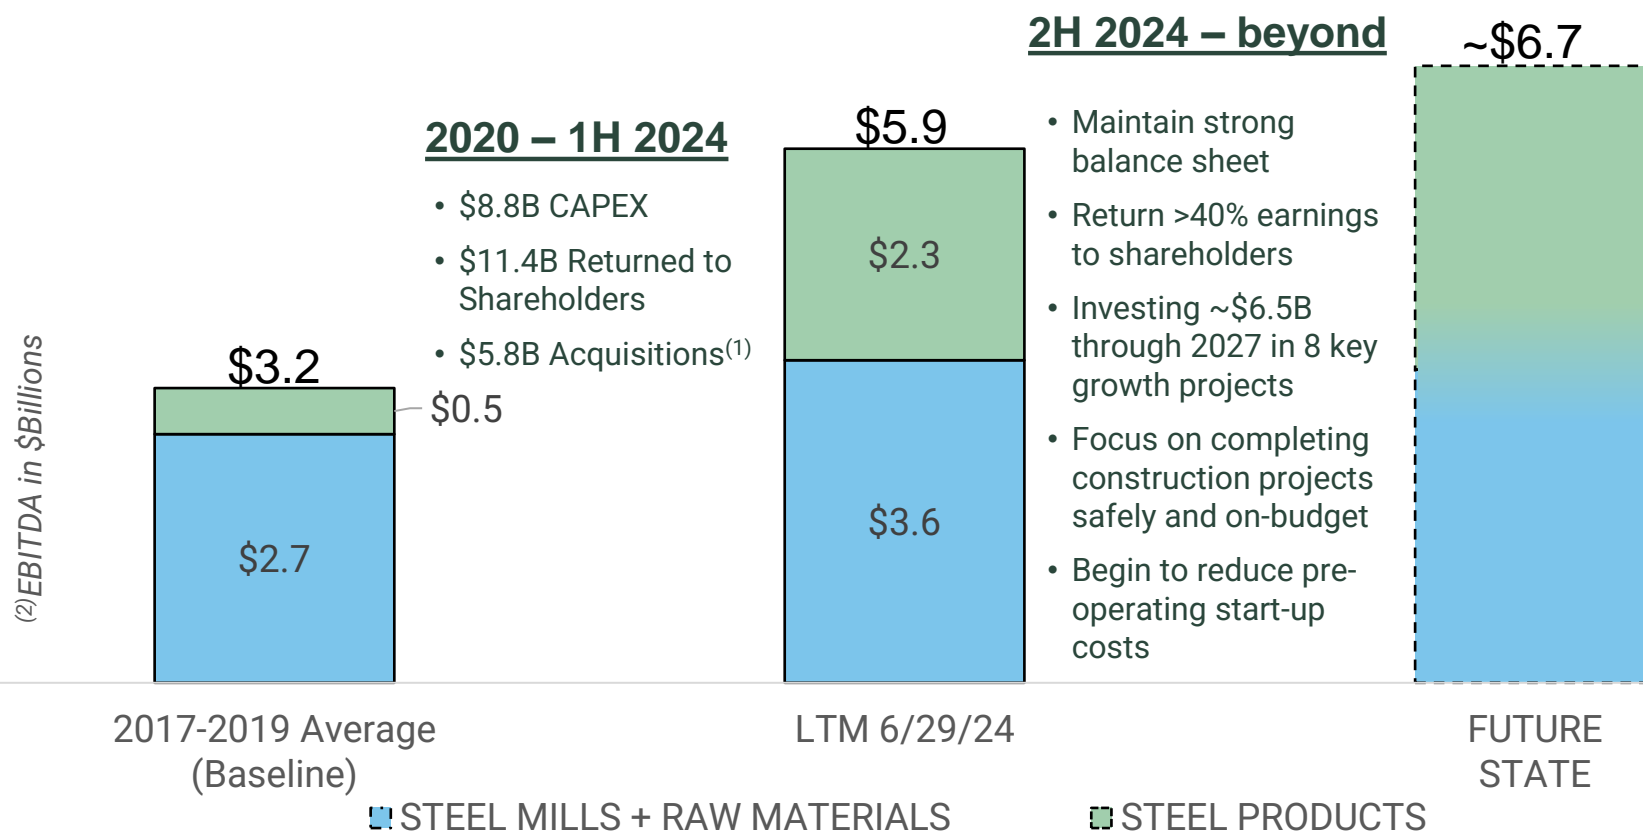 (2)EBITDA in $Billions
$3.2
$0.5
$2.7
2017-2019 Average
(Baseline)
2020 – 1H 2024
• $8.8B CAPEX
• $11.4B Returned to
Shareholders
• $5.8B Acquisitions(1)
$5.9
$2.3
$3.6
LTM 6/29/24
2H 2024 – beyond
• Maintain strong
balance sheet
• Return >40% earnings
to shareholders
• Investing ~$6.5B
through 2027 in 8 key
growth projects
• Focus on completing
construction projects
safely and on-budget
• Begin to reduce pre-
operating start-up
costs
~$6.7
FUTURE
STATE
STEEL MILLS + RAW MATERIALS
STEEL PRODUCTS